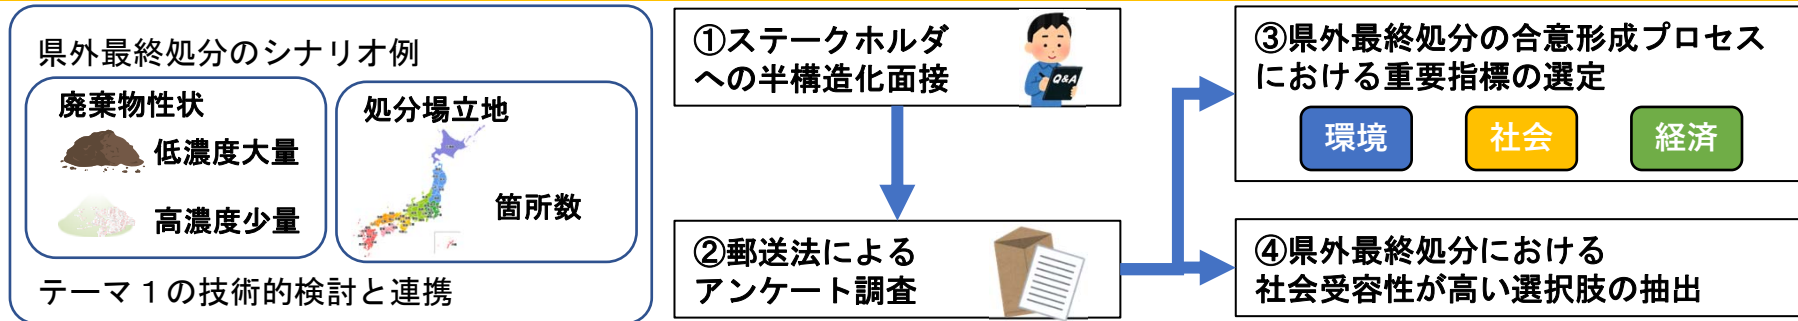 県外最終処分のシナリオ例
廃棄物性状
低濃度大量
高濃度少量
処分場立地
箇所数
テーマ1の技術的検討と連携
①ステークホルダ
への半構造化面接
Q&A
②郵送法による
アンケート調査
③県外最終処分の合意形成プロセス
における重要指標の選定
環境
社会
経済
④県外最終処分における
社会受容性が高い選択肢の抽出